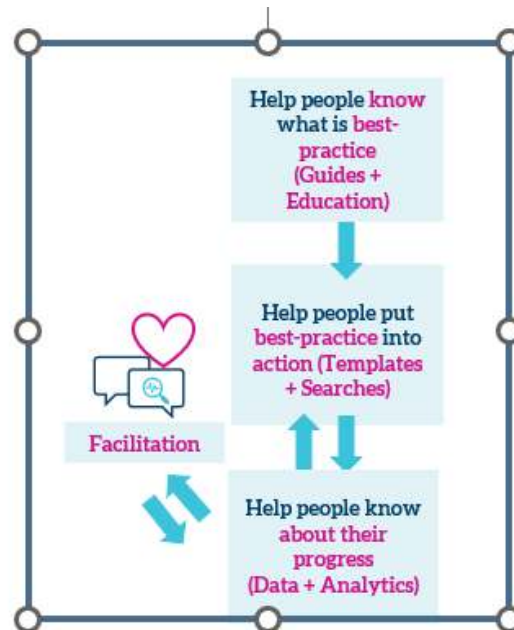 Help people know
what is best-
practice
(Guides +
Education)
Help people put
best-practice into
action (Templates
+ Searches)
Facilitation
Help people know
about their
progress
(Data + Analytics)